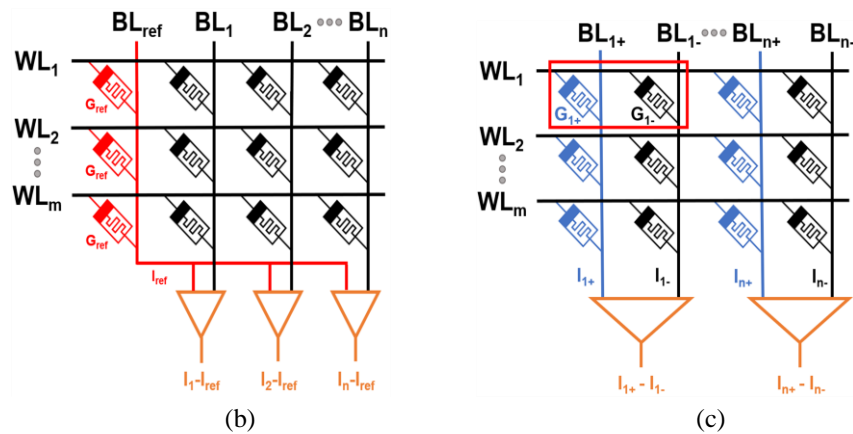 BLref BL1 BL2 BLn
WL1
Gref
WL2
Gref
WLm
Gref
Iref
I1-Iref I2-Iref In-Iref
(b)
BL1+ BL1- BLn+ BLn-
WL1
G1+ G1-
WL2
WLm
I1+ I1- In+ In-
I1+ - I1- In+ - In-
(c)